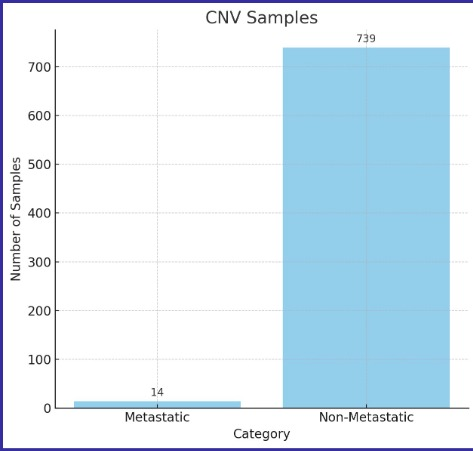 CNV Samples
739
700
600
500
400
300
200
100
0
Number of Samples
14
Metastatic
Non-Metastatic
Category